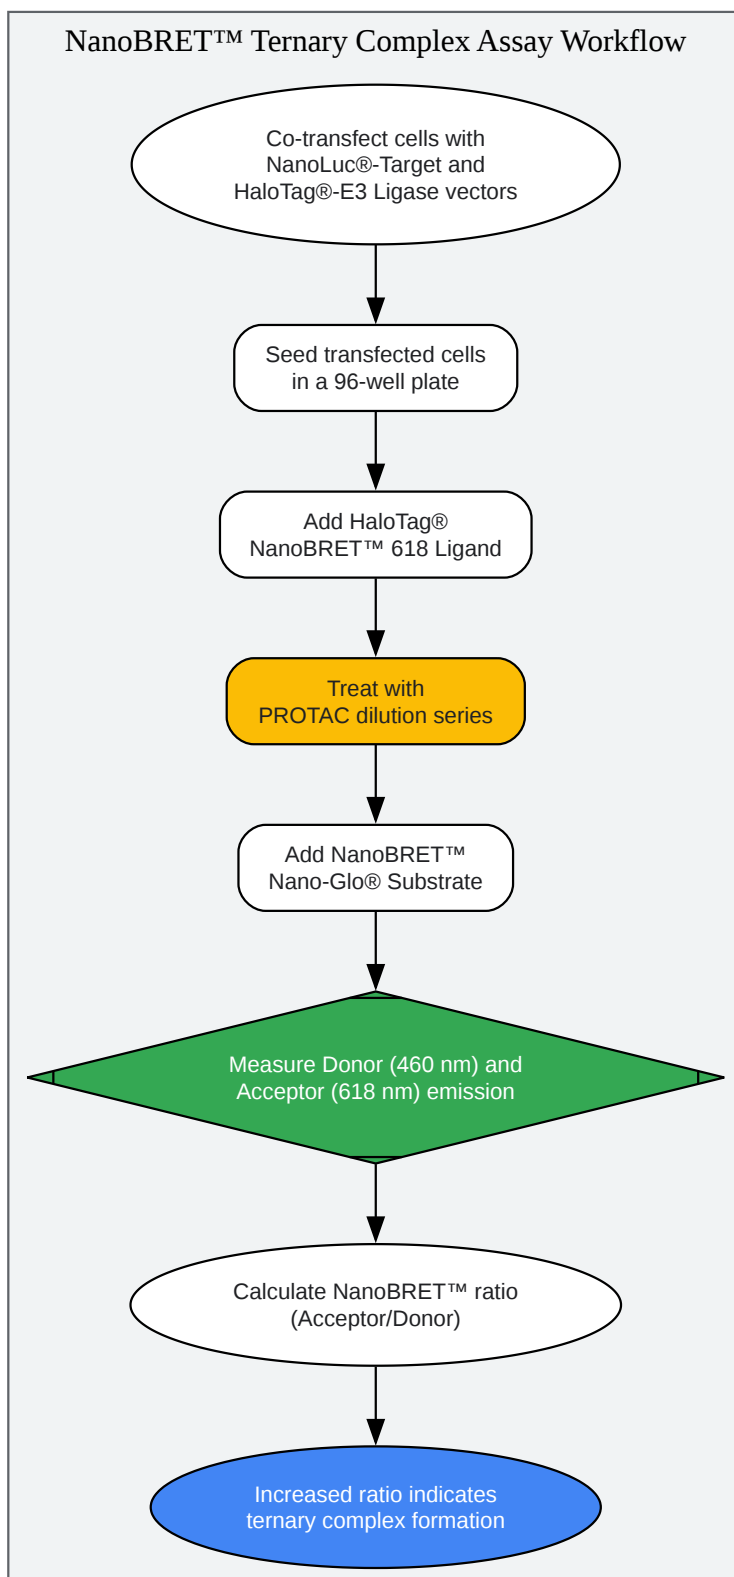 NanoBRET™ Ternary Complex Assay Workflow
Co-transfect cells with
NanoLuc®-Target and
HaloTag®-E3 Ligase vectors
Seed transfected cells
in a 96-well plate
Add HaloTag®
NanoBRET™ 618 Ligand
Treat with
PROTAC dilution series
Add NanoBRET™
Nano-Glo® Substrate
Measure Donor (460 nm) and
Acceptor (618 nm) emission
Calculate NanoBRET™ ratio
(Acceptor/Donor)
Increased ratio indicates
ternary complex formation